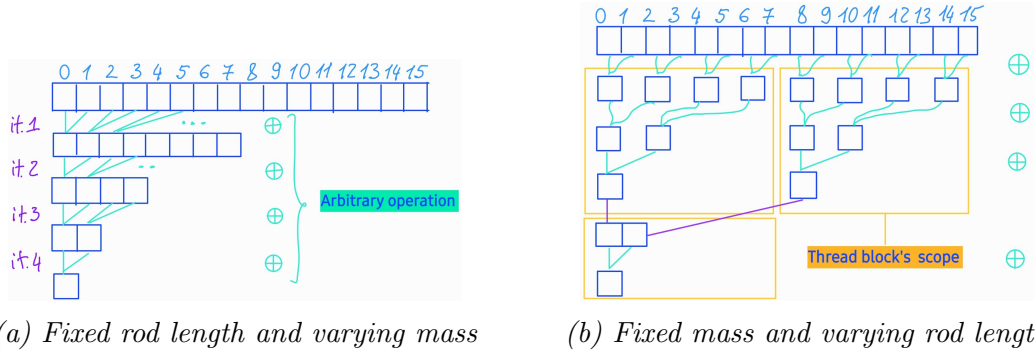 0 1 2 3 4 5 6 7 8 9 10 11 12 13 14 15
it.1
...
it.2
--
it.3
it.4
Arbitrary operation
(a) Fixed rod length and varying mass
0 1 2 3 4 5 6 7 8 9 10 11 12 13 14 15
Thread block's scope
(b) Fixed mass and varying rod lengt